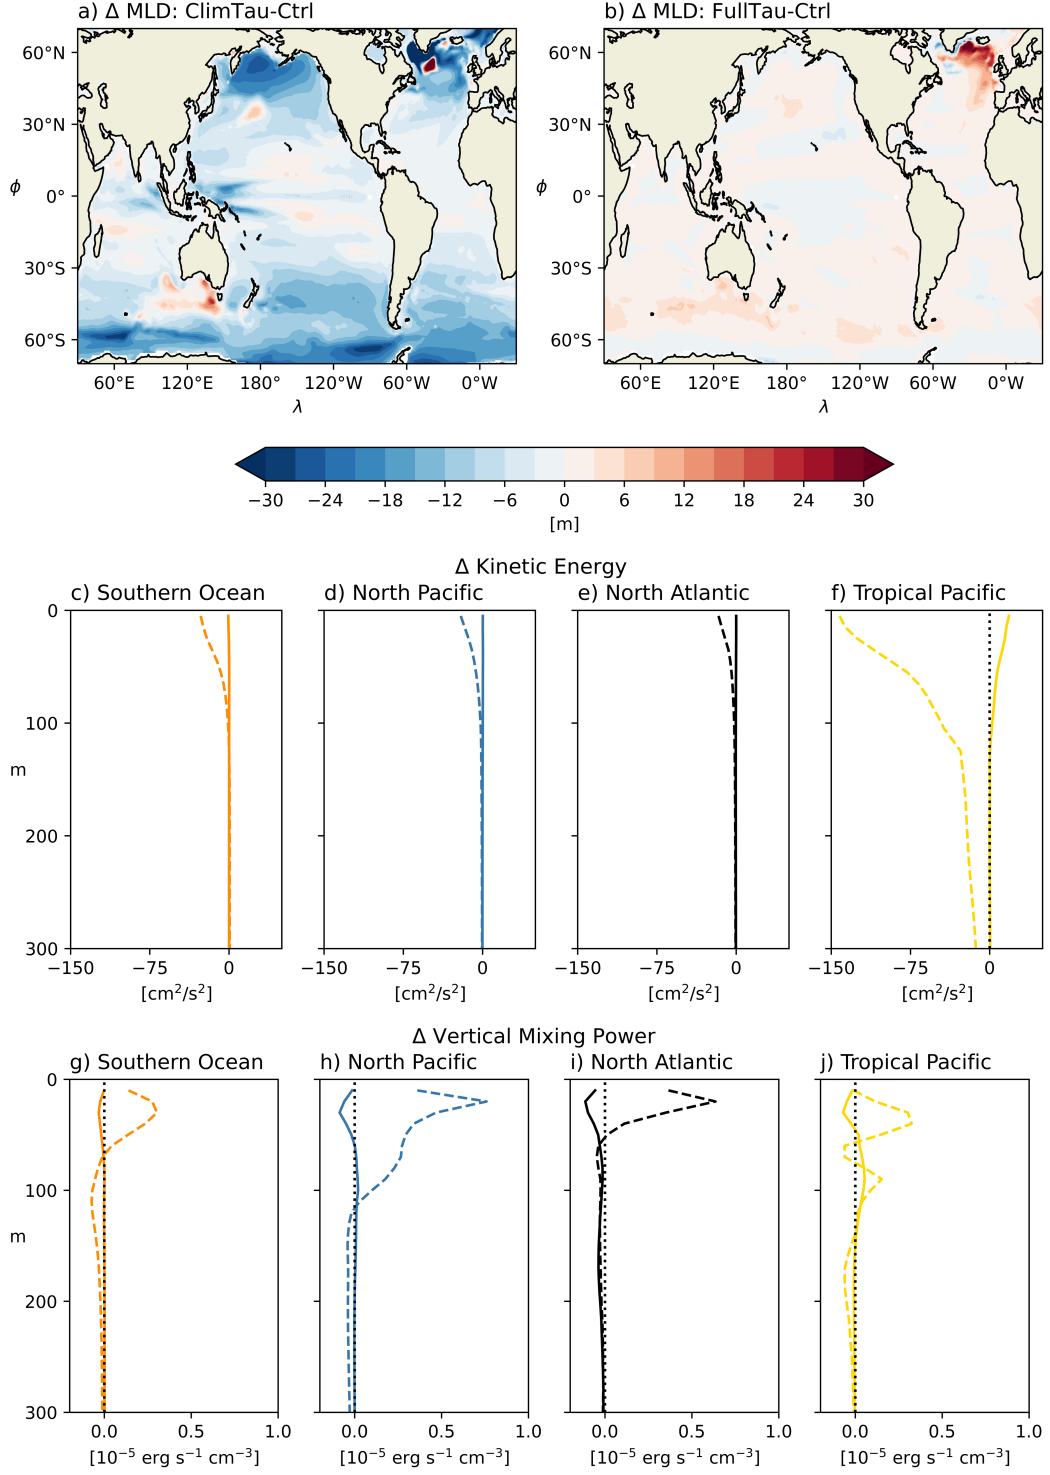 a) Δ MLD: ClimTau-Ctrl
b) Δ MLD: FullTau-Ctrl
60°N
30°N
ϕ
0°
30°S
60°S
60°E 120°E 180° 120°W 60°W 0°W
λ
60°N
30°N
ϕ
0°
30°S
60°S
60°E 120°E 180° 120°W 60°W 0°W
λ
−30 −24 −18 −12 −6 0 6 12 18 24 30
[m]
Δ Kinetic Energy
c) Southern Ocean
d) North Pacific
e) North Atlantic
f) Tropical Pacific
0
100
m
200
300
−150 −75 0
−150 −75 0
−150 −75 0
−150 −75 0
[cm²/s²]
[cm²/s²]
[cm²/s²]
[cm²/s²]
Δ Vertical Mixing Power
g) Southern Ocean
h) North Pacific
i) North Atlantic
j) Tropical Pacific
0
100
m
200
300
0.0 0.5 1.0
0.0 0.5 1.0
0.0 0.5 1.0
0.0 0.5 1.0
[10⁻⁵ erg s⁻¹ cm⁻³]
[10⁻⁵ erg s⁻¹ cm⁻³]
[10⁻⁵ erg s⁻¹ cm⁻³]
[10⁻⁵ erg s⁻¹ cm⁻³]